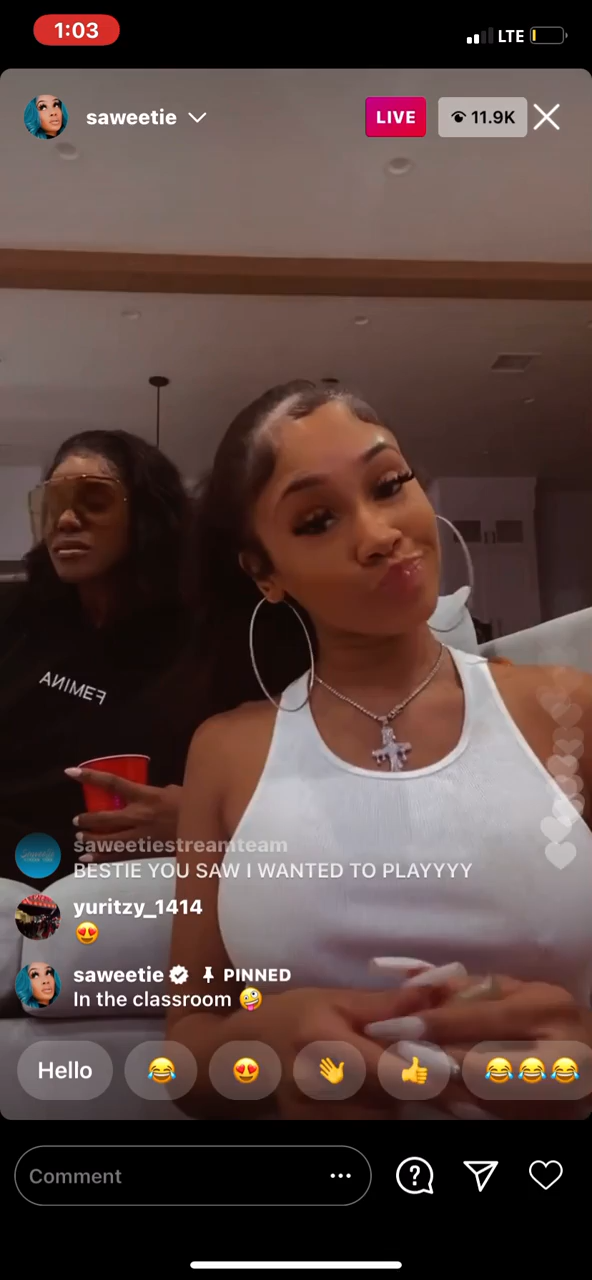 1:03
LTE
saweetie
LIVE
11.9K
FEMINA
saweetiestreamteam
BESTIE YOU SAW I WANTED TO PLAYYYY
yuritzy_1414
😍
saweetie PINNED
In the classroom 🤪
Hello 😂 😍 👋 👍 😂😂😂
Comment